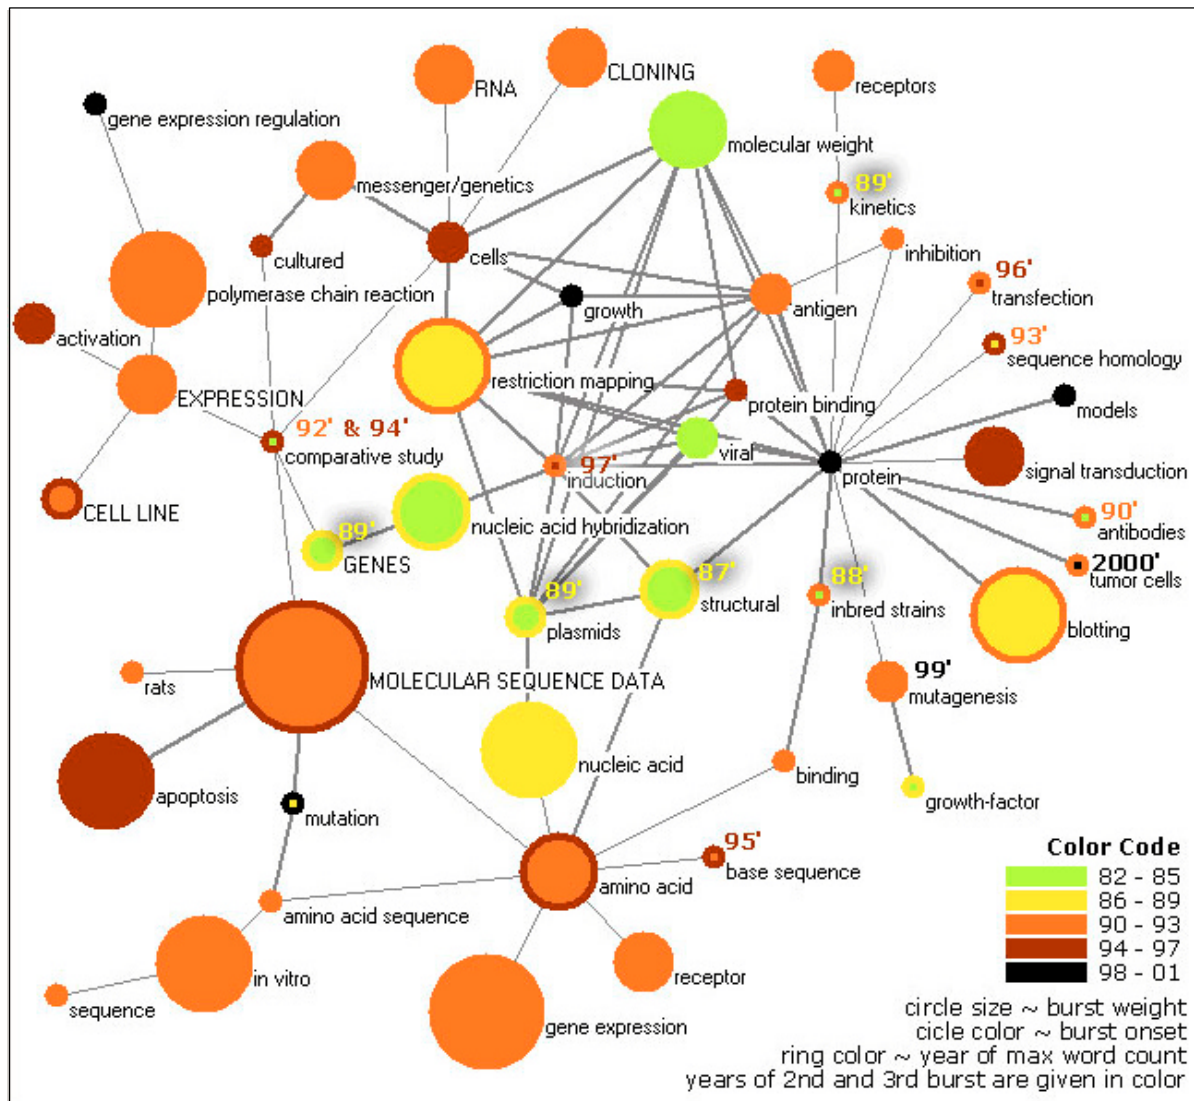 CLONING
RNA
receptors
gene expression regulation
molecular weight
messenger/genetics
89'
kinetics
inhibition
cultured
cells
96'
transfection
polymerase chain reaction
growth
antigen
activation
93'
sequence homology
restriction mapping
EXPRESSION
protein binding
models
92' & 94'
comparative study
viral
97'
induction
protein
signal transduction
CELL LINE
nucleic acid hybridization
90'
antibodies
89'
GENES
87'
structural
88'
inbred strains
2000'
tumor cells
89'
plasmids
blotting
99'
mutagenesis
rats
MOLECULAR SEQUENCE DATA
nucleic acid
binding
apoptosis
growth-factor
mutation
95'
base sequence
amino acid
amino acid sequence
in vitro
receptor
sequence
gene expression
Color Code
82 - 85
86 - 89
90 - 93
94 - 97
98 - 01
circle size ~ burst weight
cicle color ~ burst onset
ring color ~ year of max word count
years of 2nd and 3rd burst are given in color